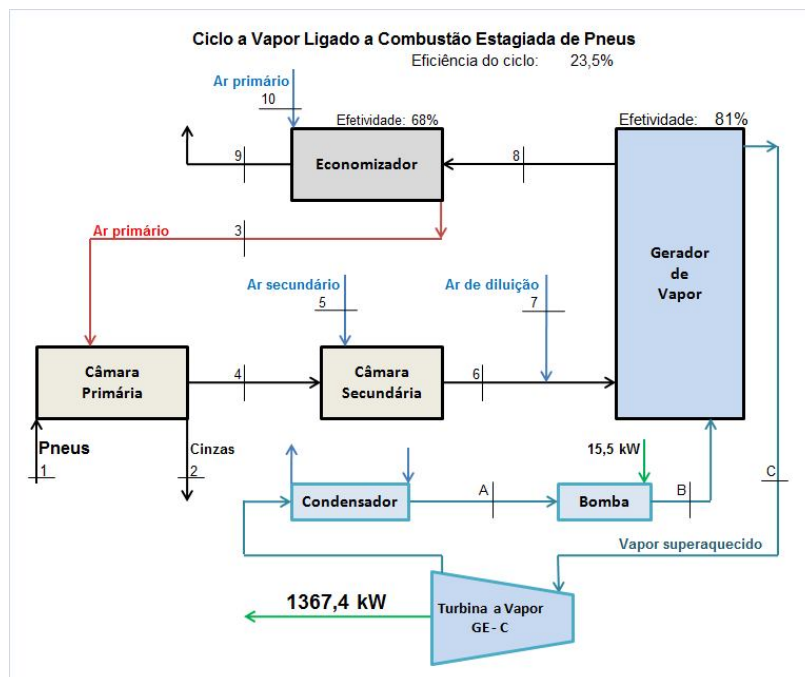 Ciclo a Vapor Ligado a Combustão Estagiada de Pneus
Eficiência do ciclo: 23,5%
Ar primário
10
Efetividade: 68%
Efetividade: 81%
Economizador
9
8
Ar primário
3
Gerador
de
Vapor
Ar secundário
5
Ar de diluição
7
Câmara
Primária
4
Câmara
Secundária
6
Pneus
1
Cinzas
2
15,5 kW
C
Condensador
A
Bomba
B
Vapor superaquecido
1367,4 kW
Turbina a Vapor
GE - C